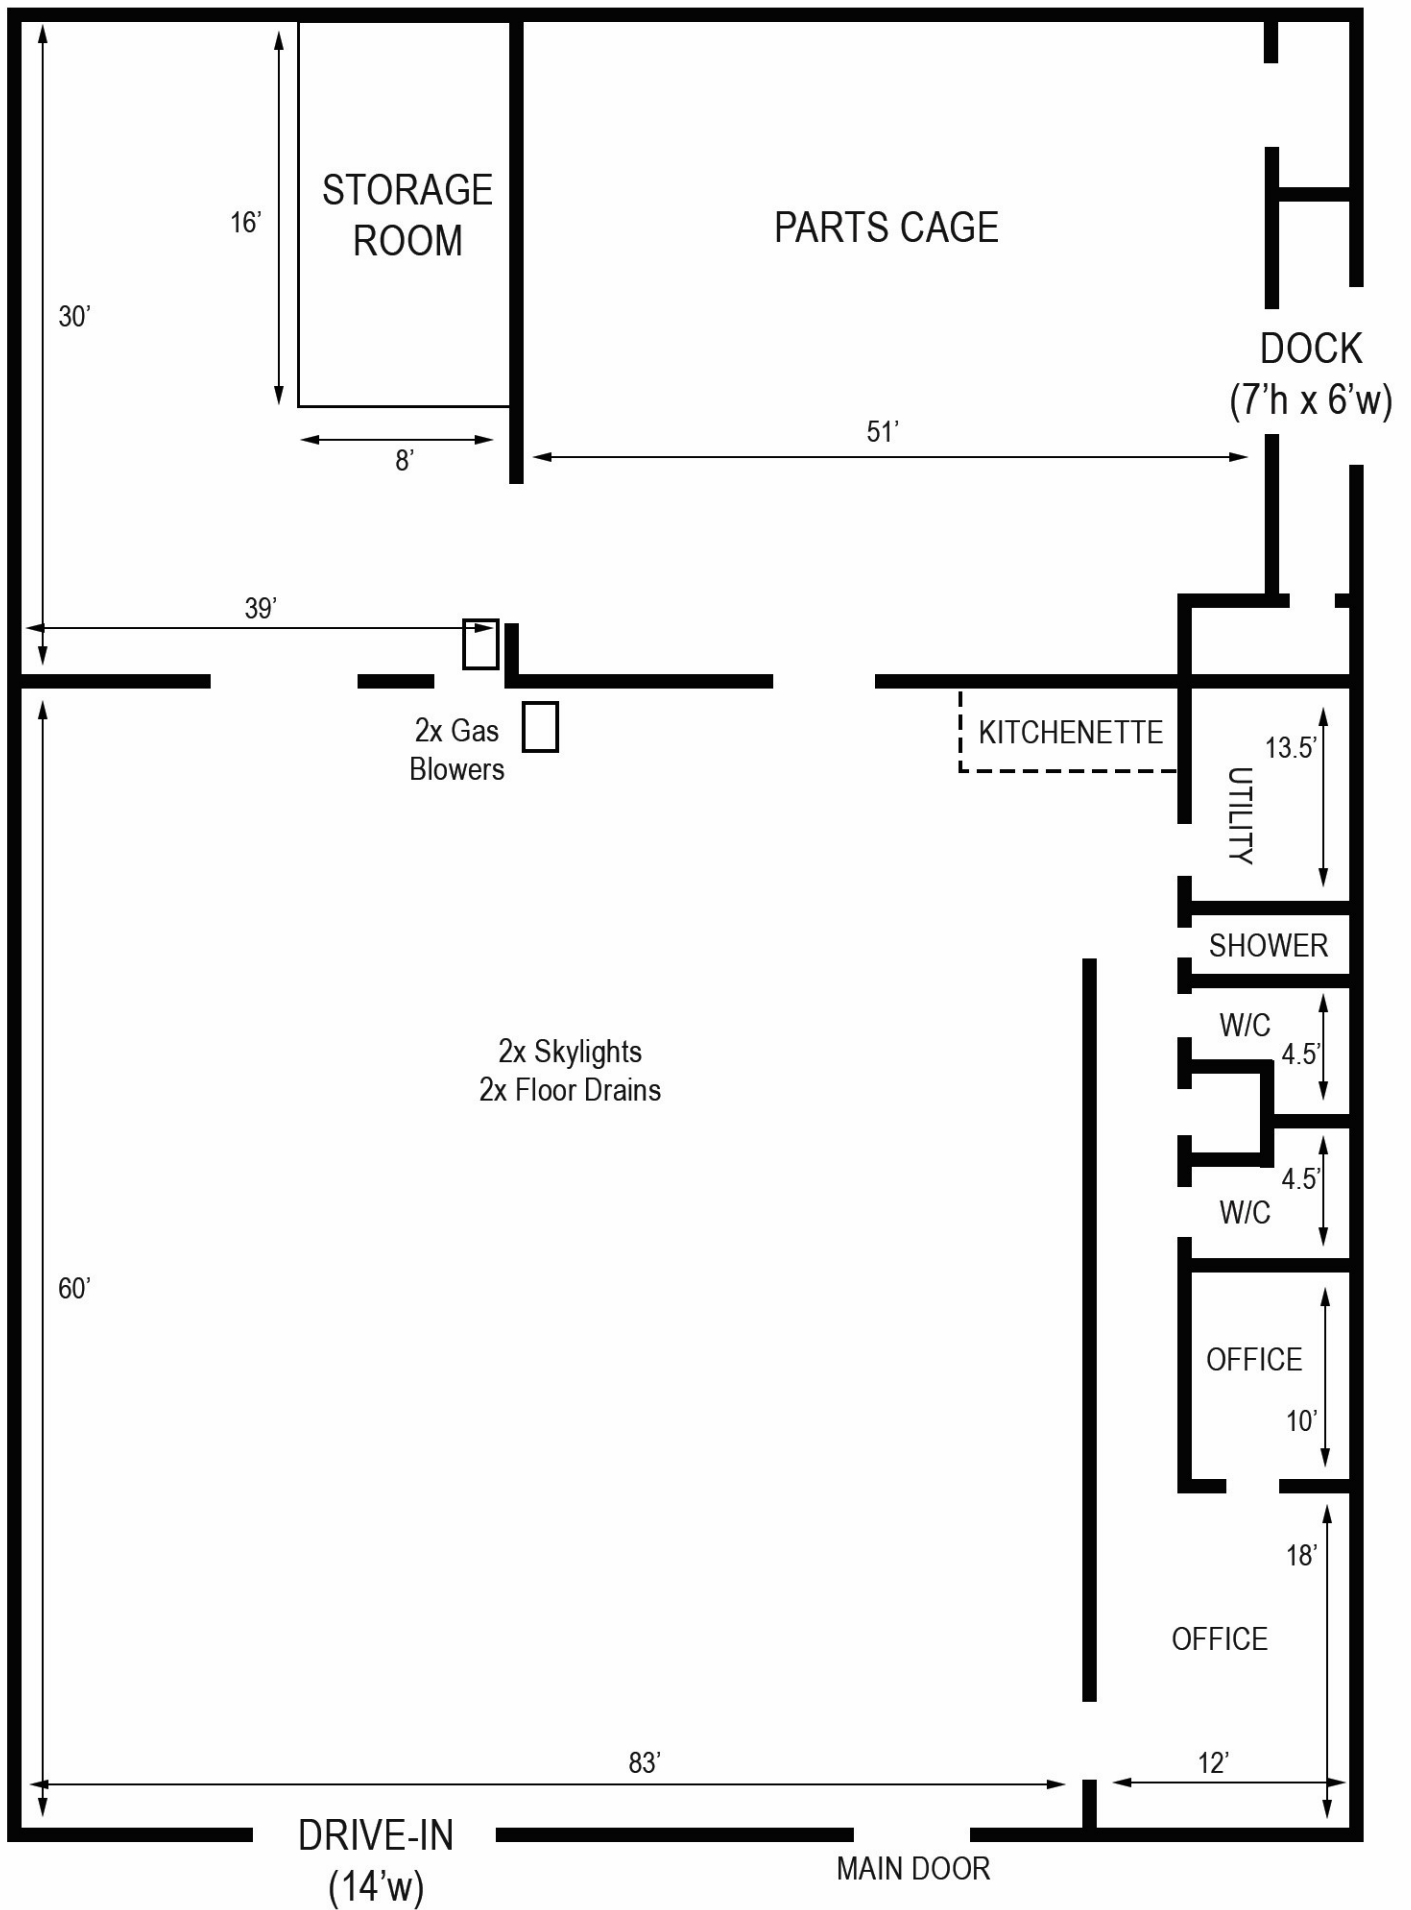 STORAGE
ROOM
16’
PARTS CAGE
30’
DOCK
(7’h x 6’w)
51’
8’
39’
2x Gas
Blowers
KITCHENETTE
13.5’
UTILITY
SHOWER
W/C
4.5’
2x Skylights
2x Floor Drains
4.5’
W/C
60’
OFFICE
10’
18’
OFFICE
83’
12’
DRIVE-IN
(14’w)
MAIN DOOR